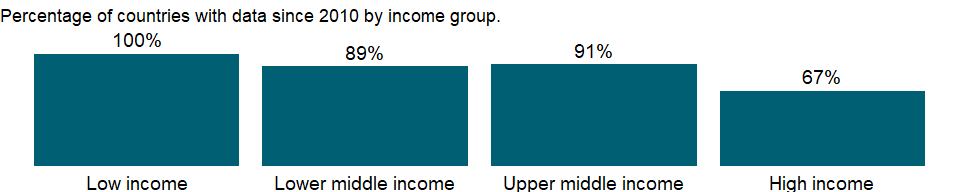 Percentage of countries with data since 2010 by income group.
100%
89%
91%
67%
Low income
Lower middle income
Upper middle income
High income